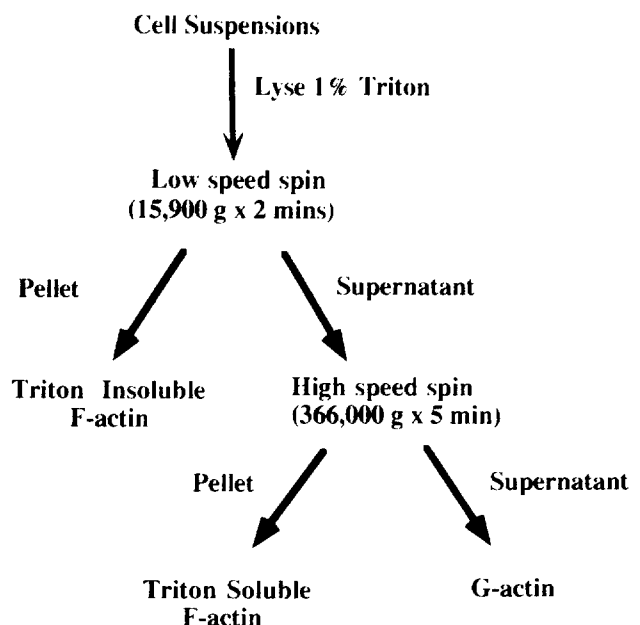 Cell Suspensions
Lyse 1% Triton
Low speed spin
(15,900 g x 2 mins)
Pellet
Supernatant
Triton Insoluble
F-actin
High speed spin
(366,000 g x 5 min)
Pellet
Supernatant
Triton Soluble
F-actin
G-actin